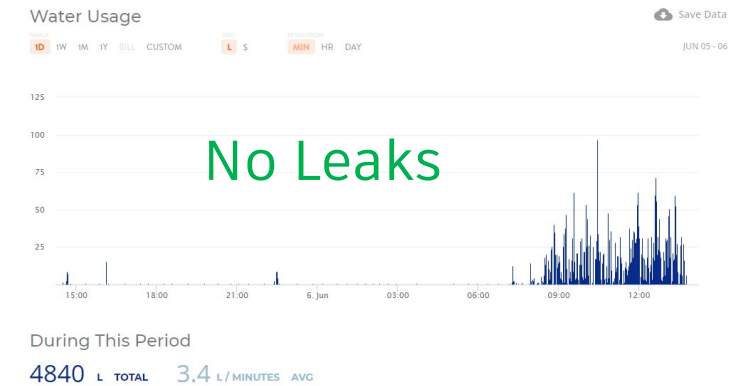 Water Usage
Save Data
RANGE UNIT RESOLUTION
1D 1W 1M 1Y BILL CUSTOM L $ MIN HR DAY
JUN 05 - 06
125
100
No Leaks
75
50
25
15:00 18:00 21:00 6. Jun 03:00 06:00 09:00 12:00
During This Period
4840 L TOTAL 3.4 L / MINUTES AVG